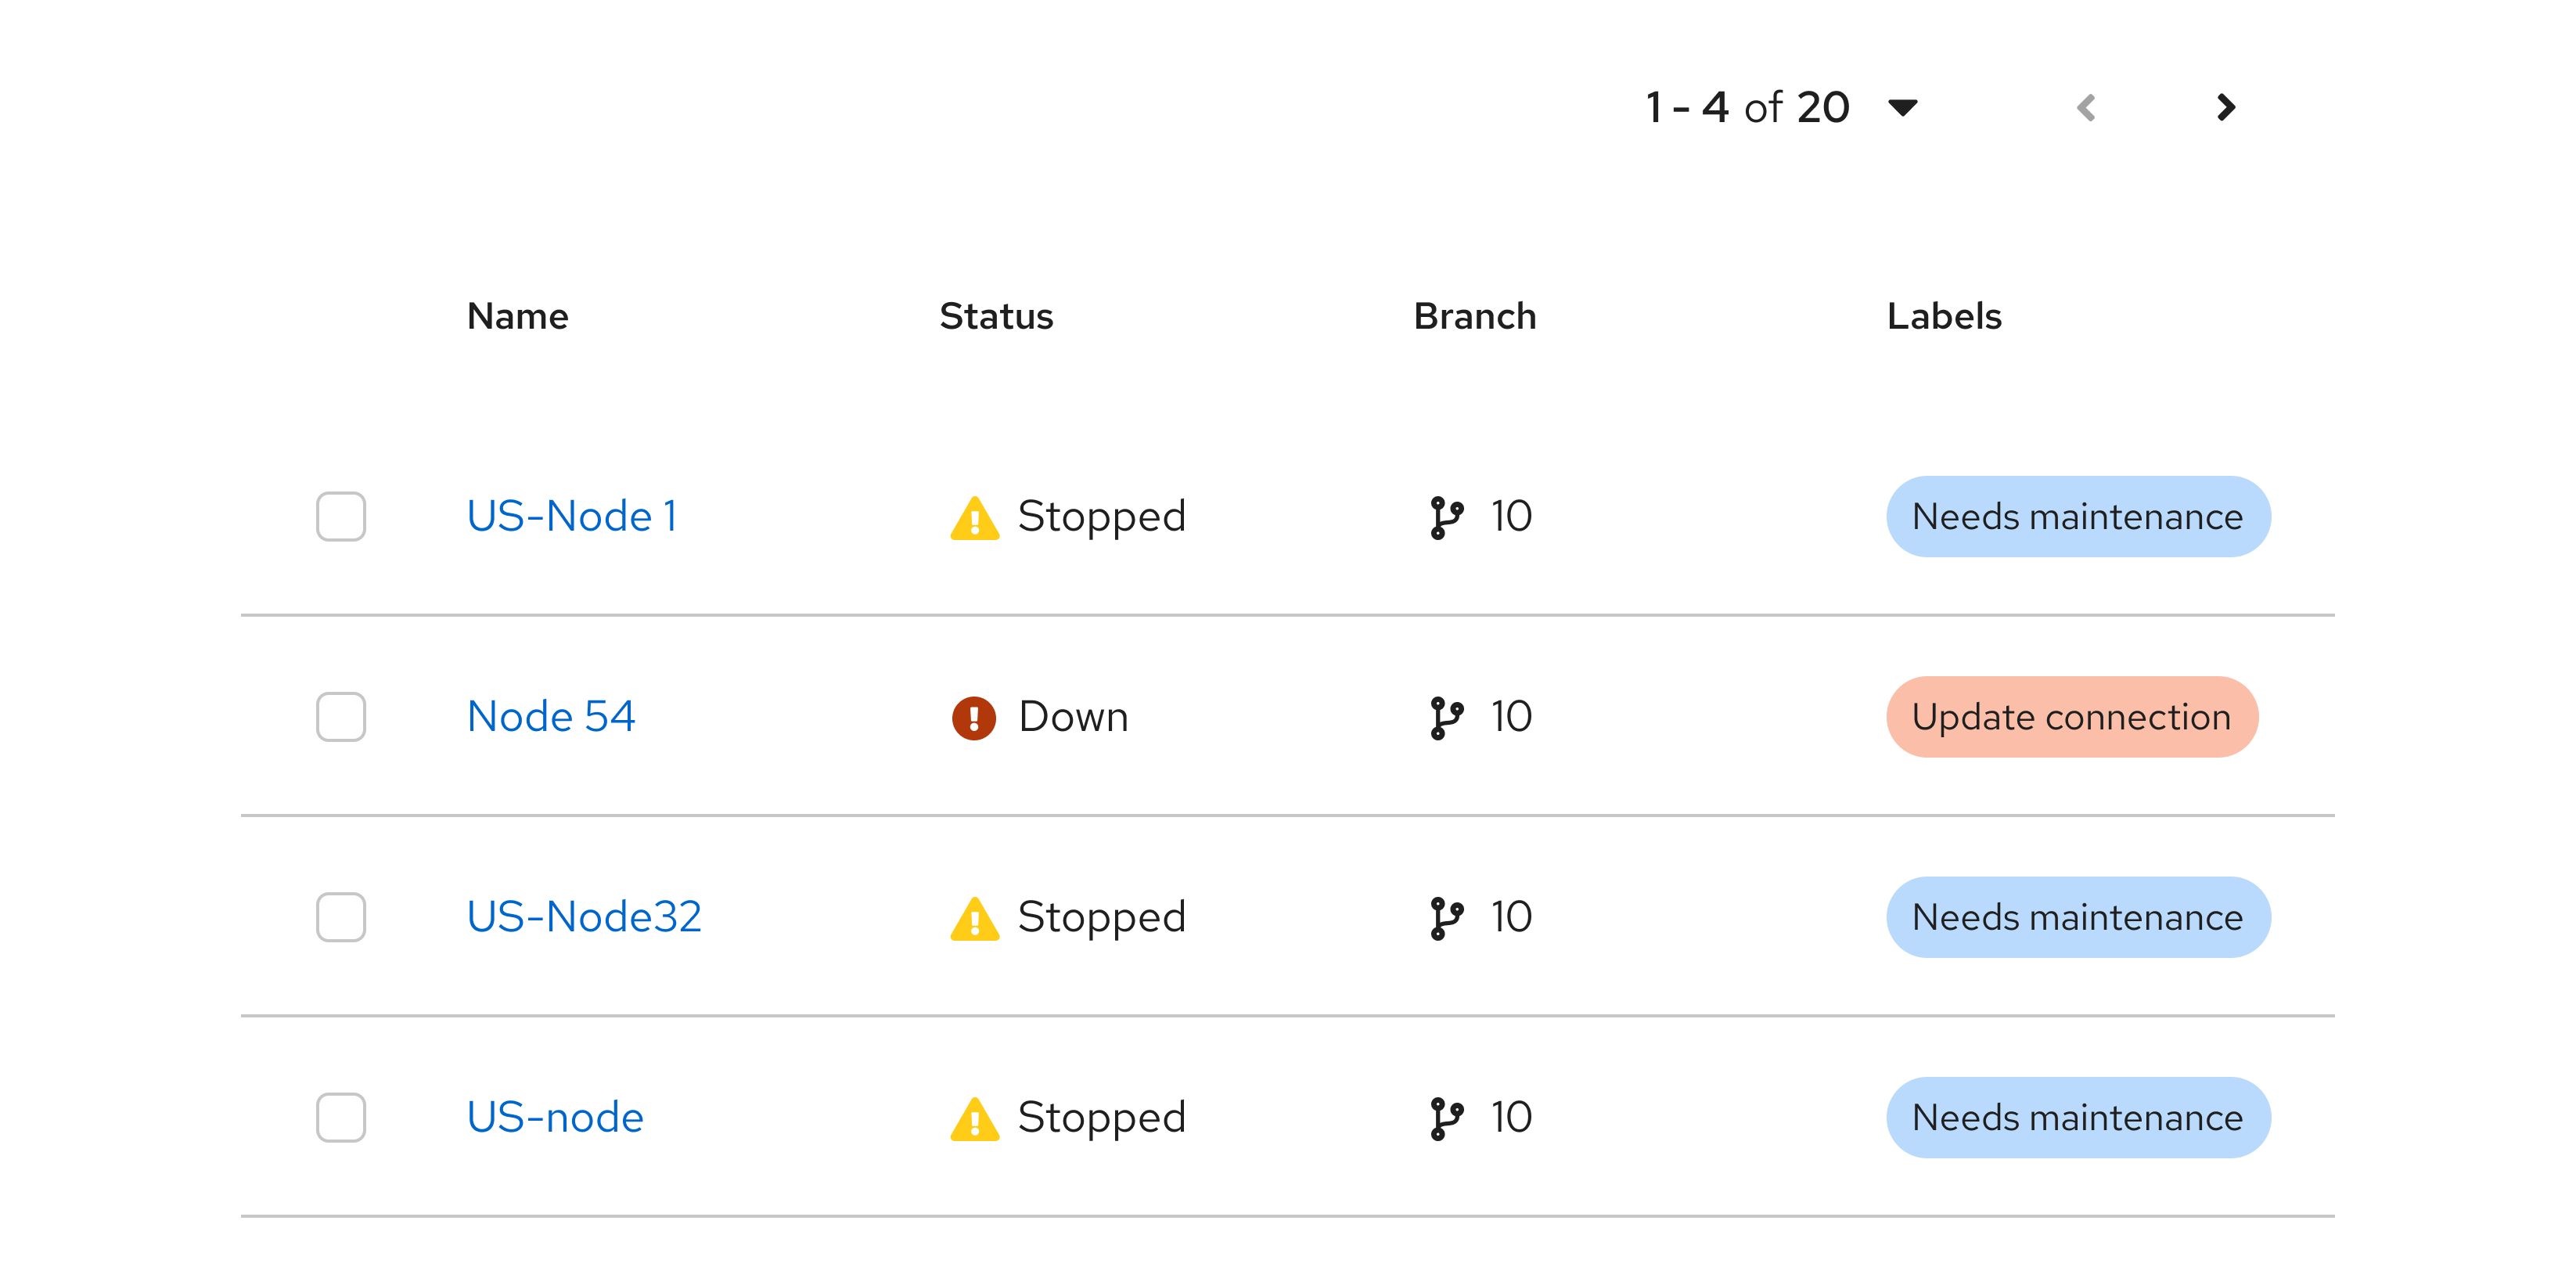 1 - 4 of 20
Name Status Branch Labels
US-Node 1 Stopped 10 Needs maintenance
Node 54 Down 10 Update connection
US-Node32 Stopped 10 Needs maintenance
US-node Stopped 10 Needs maintenance